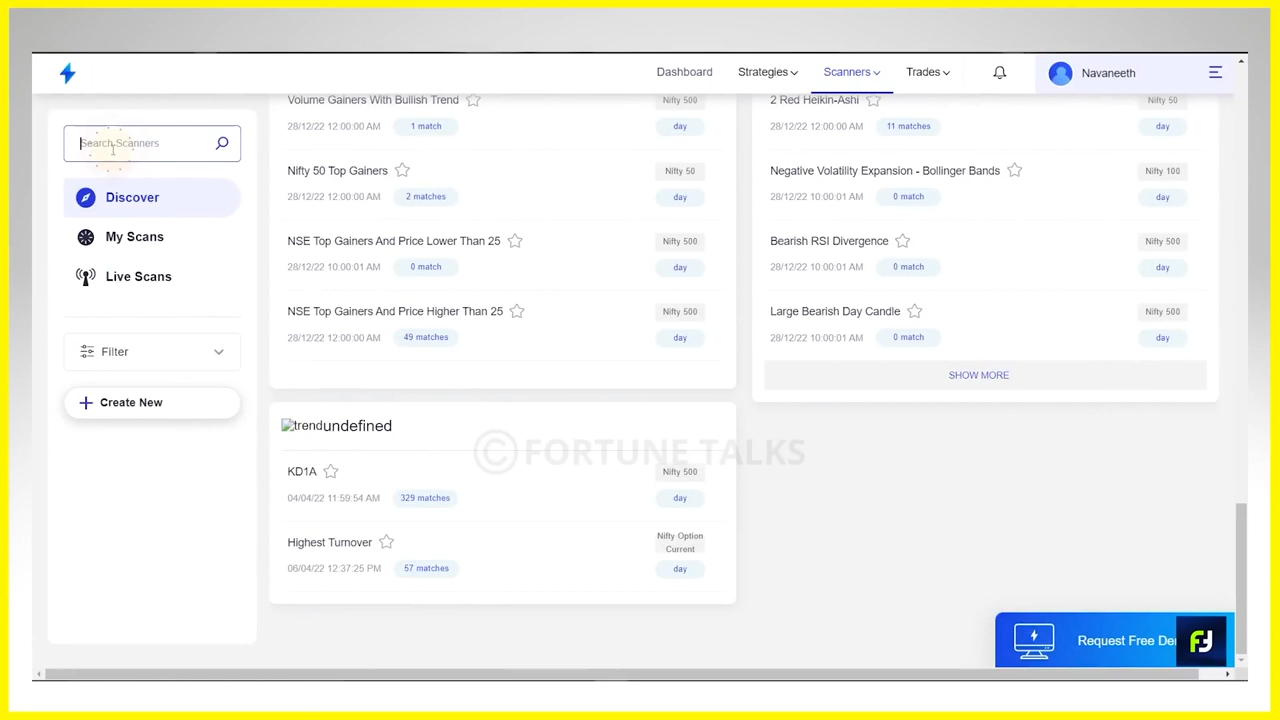 Dashboard
Strategies
Scanners
Trades
Navaneeth
Search Scanners
Discover
My Scans
Live Scans
Filter
Create New
Volume Gainers With Bullish Trend
Nifty 500
28/12/22 12:00:00 AM
1 match
day
Nifty 50 Top Gainers
Nifty 50
28/12/22 12:00:00 AM
2 matches
day
NSE Top Gainers And Price Lower Than 25
Nifty 500
28/12/22 10:00:01 AM
0 match
day
NSE Top Gainers And Price Higher Than 25
Nifty 500
28/12/22 12:00:00 AM
49 matches
day
2 Red Heikin-Ashi
Nifty 50
28/12/22 12:00:00 AM
11 matches
day
Negative Volatility Expansion - Bollinger Bands
Nifty 100
28/12/22 10:00:01 AM
0 match
day
Bearish RSI Divergence
Nifty 500
28/12/22 10:00:01 AM
0 match
day
Large Bearish Day Candle
Nifty 500
28/12/22 10:00:01 AM
0 match
day
SHOW MORE
trendundefined
KD1A
Nifty 500
04/04/22 11:59:54 AM
329 matches
day
Highest Turnover
Nifty Option
Current
06/04/22 12:37:25 PM
57 matches
day
© FORTUNE TALKS
Request Free De